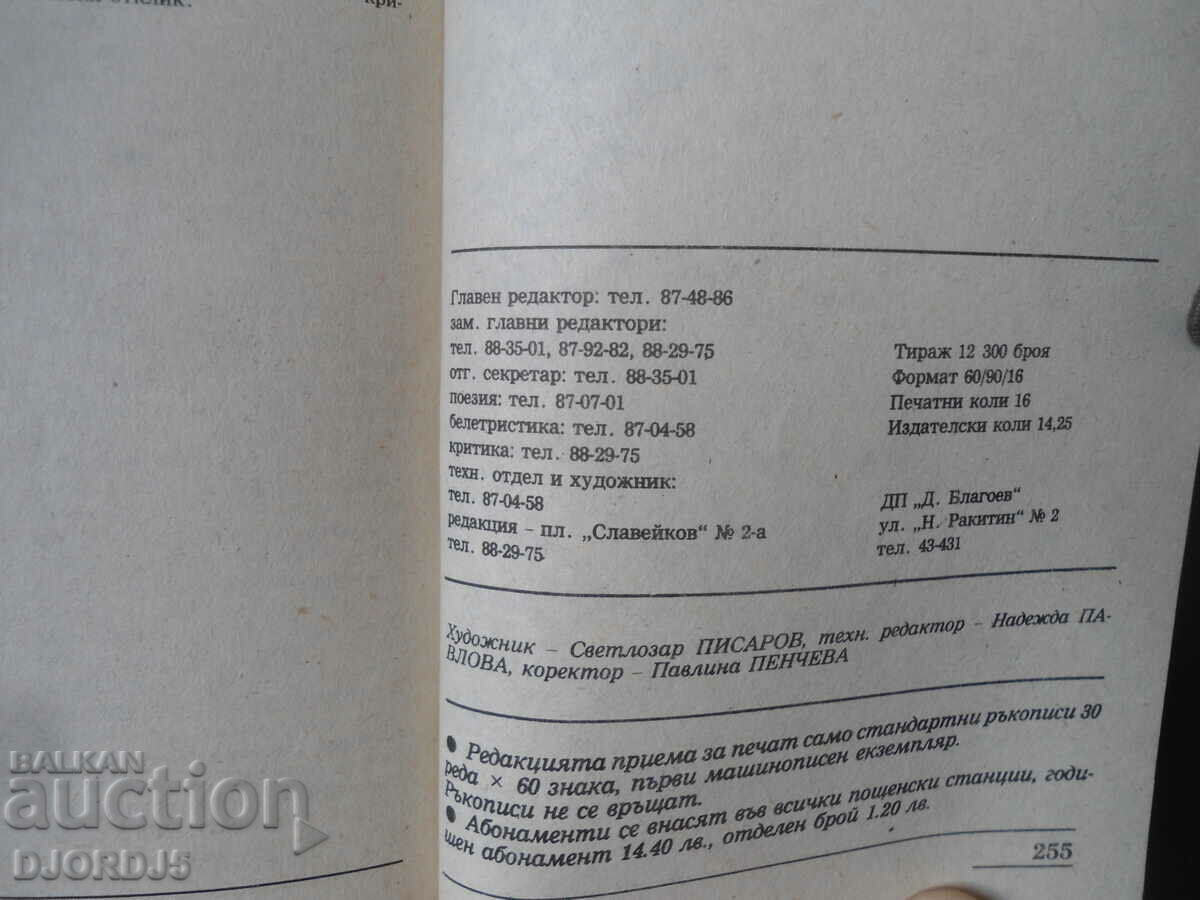 кри-
Главен редактор: тел. 87-48-86
зам. главни редактори:
тел. 88-35-01, 87-92-82, 88-29-75
отг. секретар: тел. 88-35-01
поезия: тел. 87-07-01
белетристика: тел. 87-04-58
критика: тел. 88-29-75
техн. отдел и художник:
тел. 87-04-58
редакция – пл. „Славейков" № 2-а
тел. 88-29-75
Тираж 12 300 броя
Формат 60/90/16
Печатни коли 16
Издателски коли 14,25
ДП „Д. Благоев"
ул. „Н. Ракитин" № 2
тел. 43-431
Художник – Светлозар ПИСАРОВ, техн. редактор – Надежда ПА-
ВЛОВА, коректор – Павлина ПЕНЧЕВА
● Редакцията приема за печат само стандартни ръкописи 30
реда × 60 знака, първи машинописен екземпляр.
Ръкописи не се връщат.
● Абонаменти се внасят във всички пощенски станции, годи-
шен абонамент 14.40 лв., отделен брой 1.20 лв.
255
BALKAN
auction
DJORDJ5